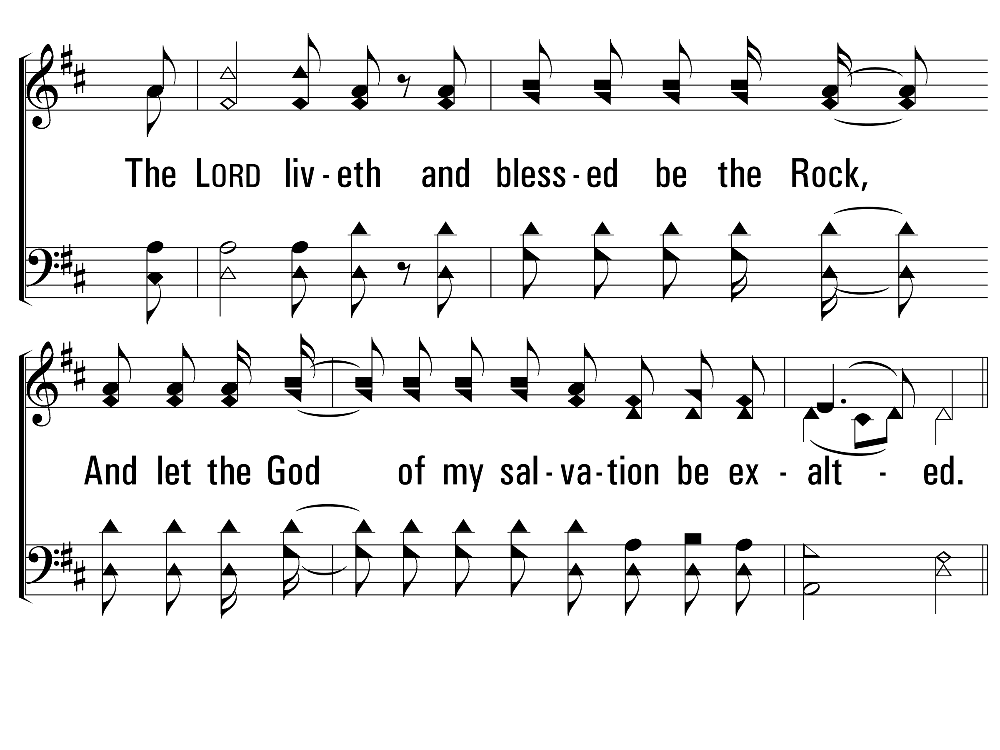 The LORD liv - eth and bless - ed be the Rock,
And let the God of my sal - va - tion be ex - alt - ed.